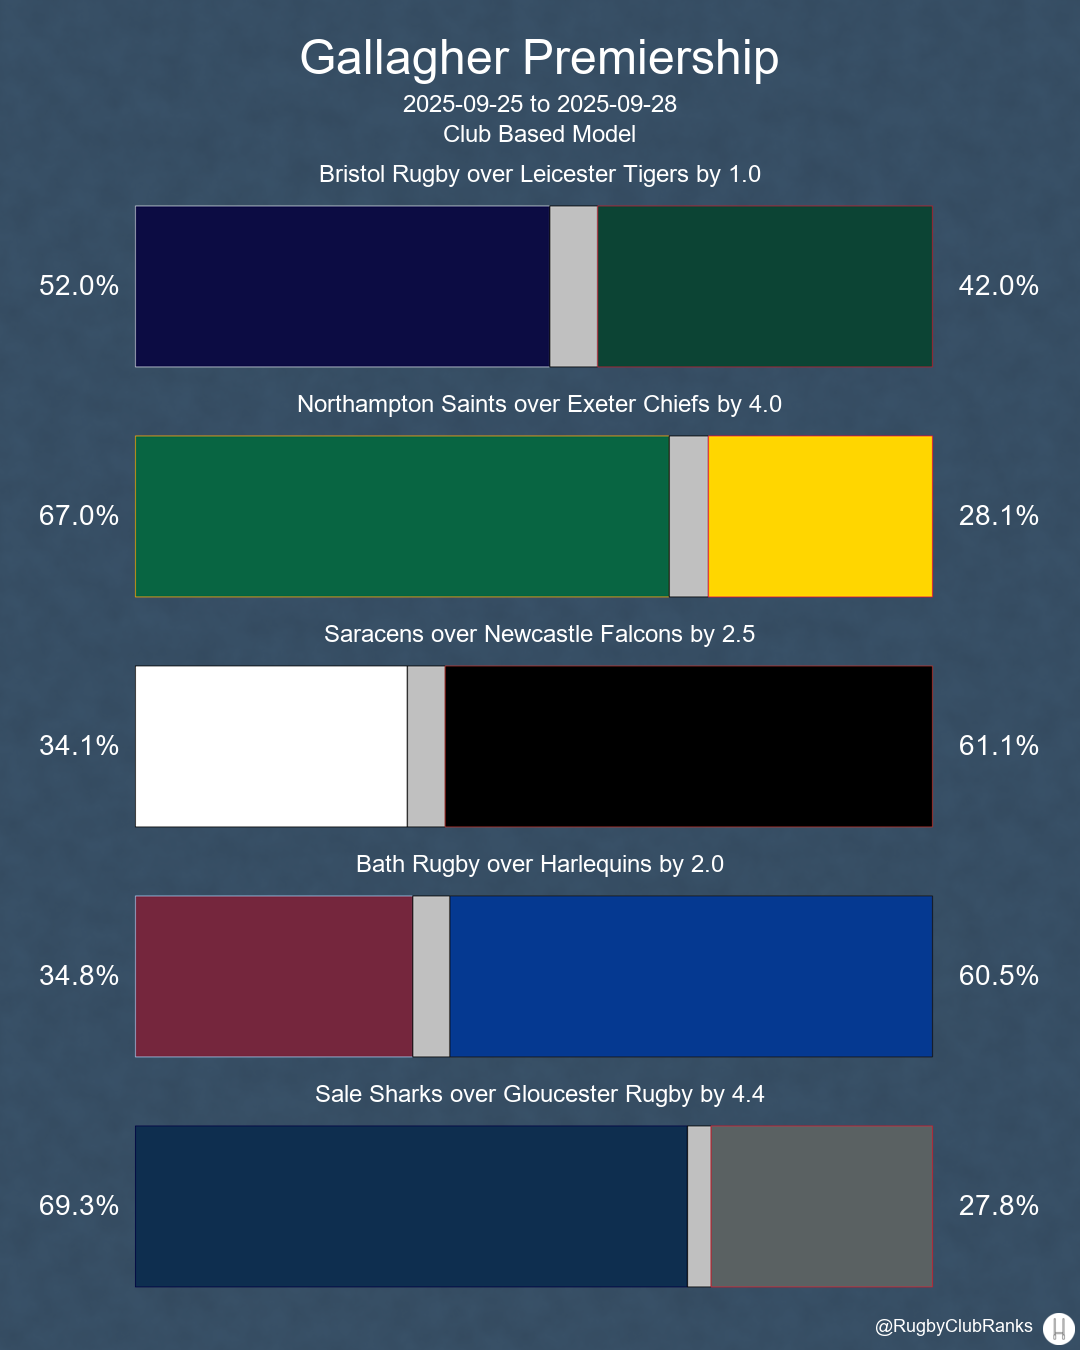 Gallagher Premiership
2025-09-25 to 2025-09-28
Club Based Model
Bristol Rugby over Leicester Tigers by 1.0
52.0%
42.0%
Northampton Saints over Exeter Chiefs by 4.0
67.0%
28.1%
Saracens over Newcastle Falcons by 2.5
34.1%
61.1%
Bath Rugby over Harlequins by 2.0
34.8%
60.5%
Sale Sharks over Gloucester Rugby by 4.4
69.3%
27.8%
@RugbyClubRanks